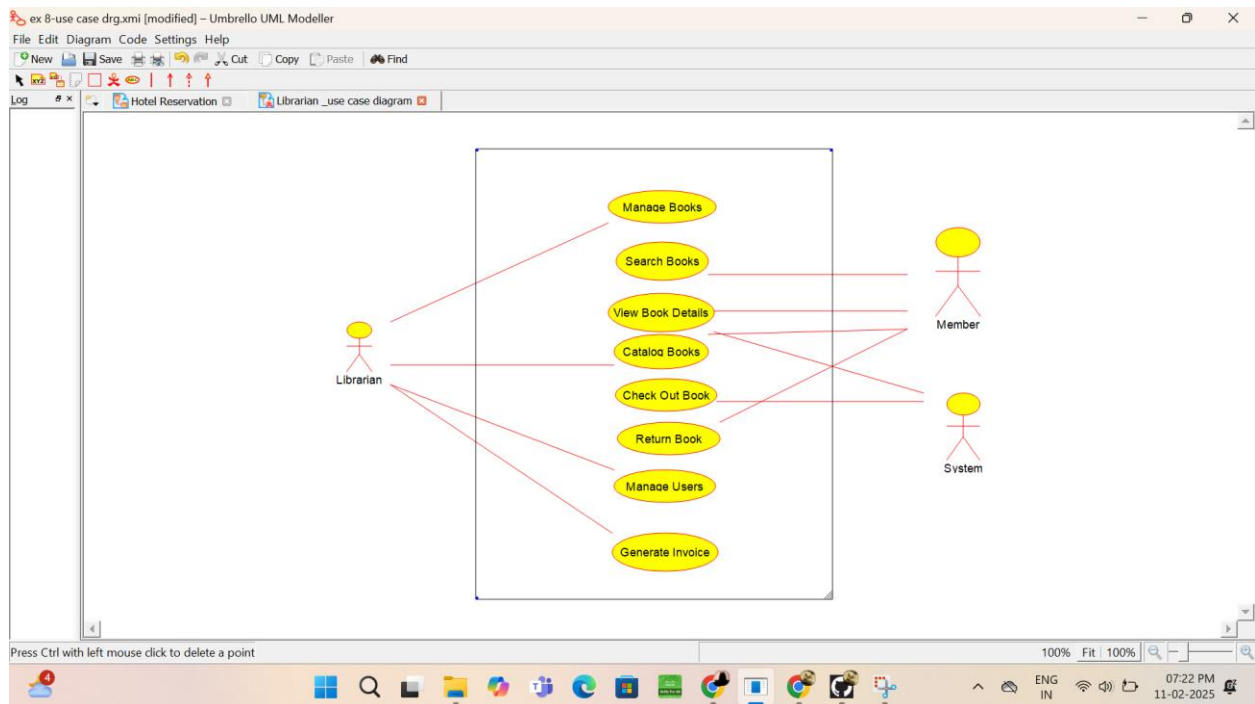 ex 8-use case drg.xmi [modified] – Umbrello UML Modeller
File Edit Diagram Code Settings Help
New Save Cut Copy Paste Find
Log
Hotel Reservation Librarian _use case diagram
Manage Books
Search Books
View Book Details
Member
Catalog Books
Librarian
Check Out Book
Return Book
System
Manage Users
Generate Invoice
Press Ctrl with left mouse click to delete a point 100% Fit 100%
4
ENG
IN
07:22 PM
11-02-2025